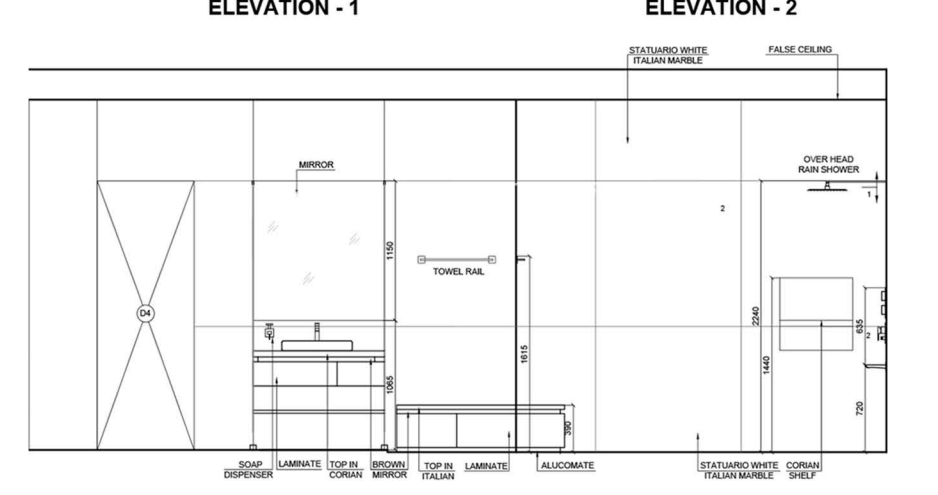 ELEVATION - 1
ELEVATION - 2
STATUARIO WHITE
ITALIAN MARBLE
FALSE CEILING
MIRROR
OVER HEAD
RAIN SHOWER
1
2
1150
TOWEL RAIL
D4
2240
635
2
1615
1440
1065
720
390
SOAP
DISPENSER
LAMINATE
TOP IN
CORIAN
BROWN
MIRROR
TOP IN
ITALIAN
LAMINATE
ALUCOMATE
STATUARIO WHITE
ITALIAN MARBLE
CORIAN
SHELF